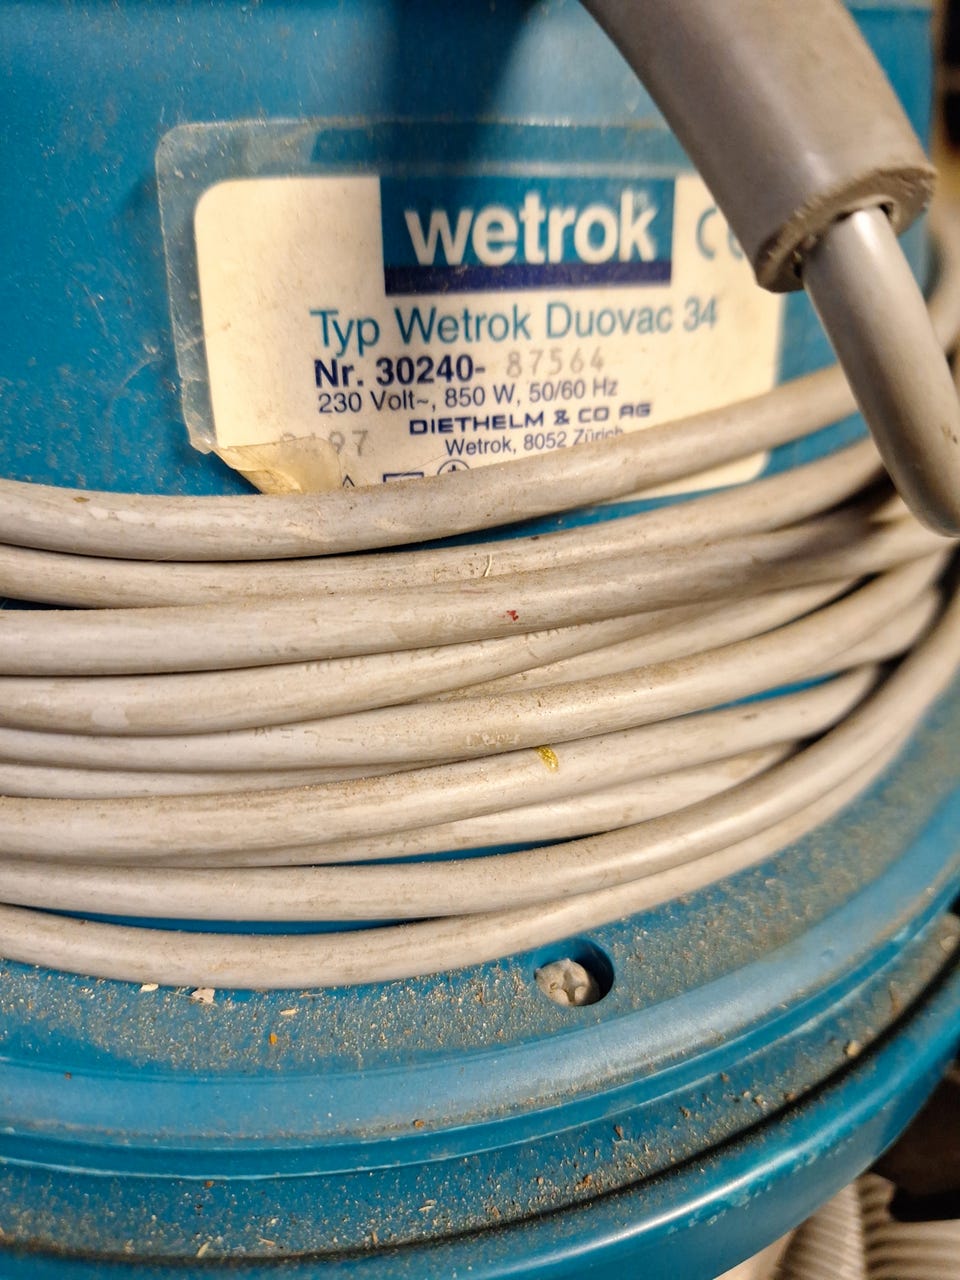 wetrok
Typ Wetrok Duovac 34
Nr. 30240- 87564
230 Volt~, 850 W, 50/60 Hz
DIETHELM & CO AG
Wetrok, 8052 Zürich